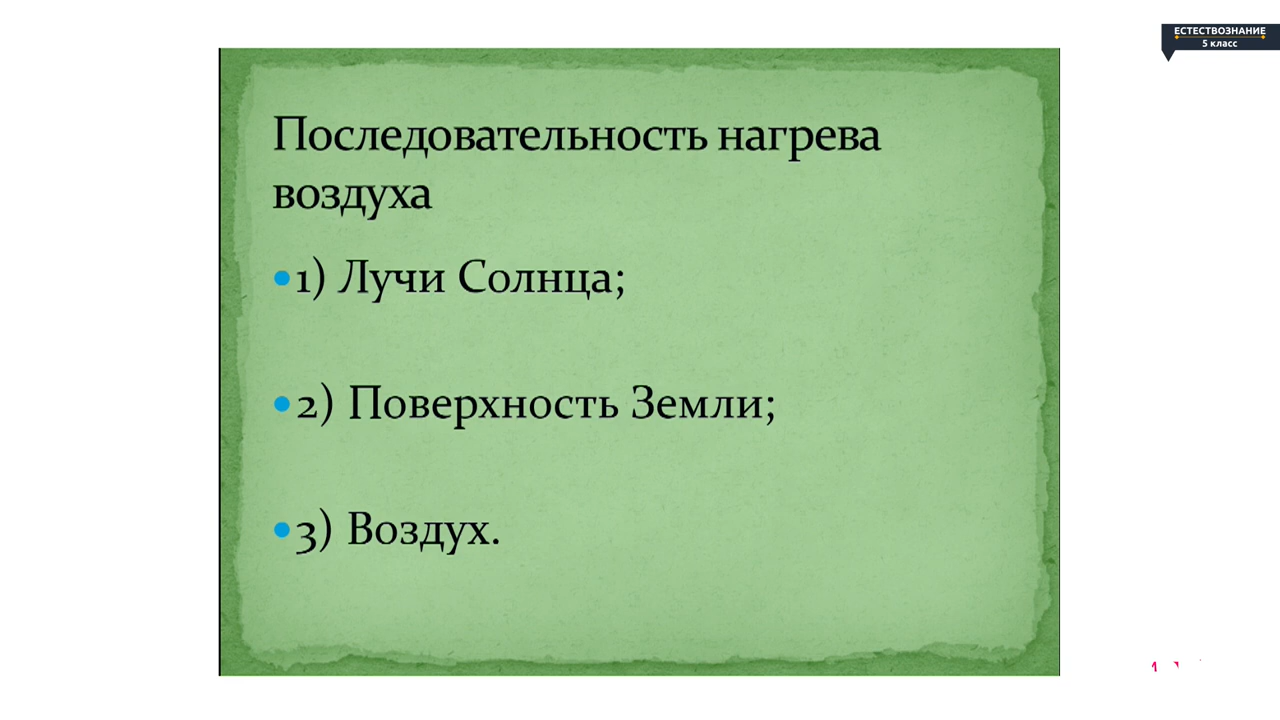 ЕСТЕСТВОЗНАНИЕ
5 класс
Последовательность нагрева
воздуха
•1) Лучи Солнца;
•2) Поверхность Земли;
•3) Воздух.